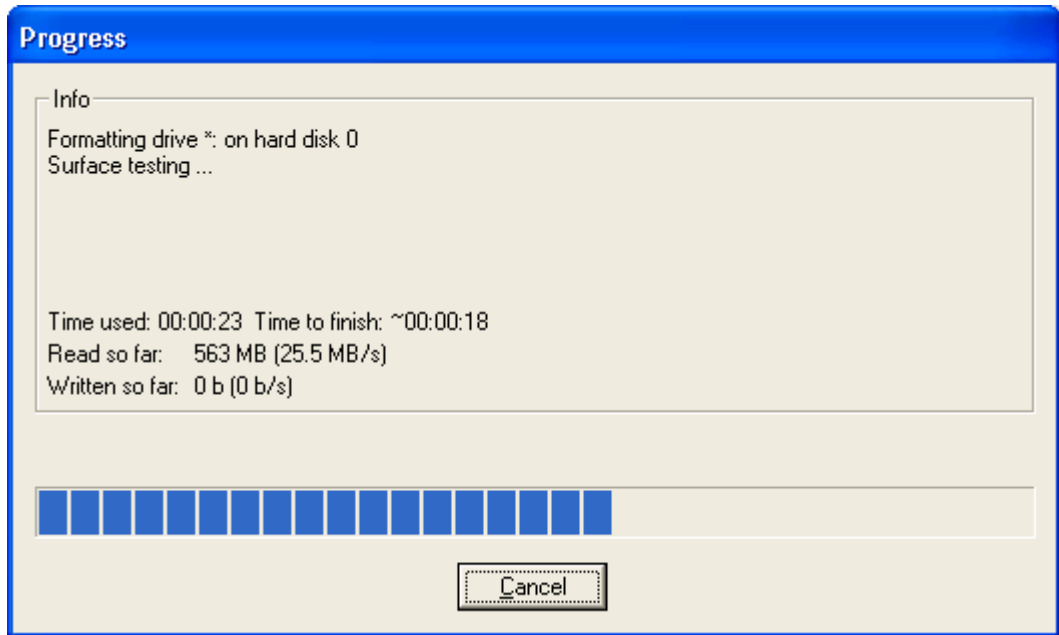 Progress
Info
Formatting drive *: on hard disk 0
Surface testing ...
Time used: 00:00:23 Time to finish: ~00:00:18
Read so far: 563 MB (25.5 MB/s)
Written so far: 0 b (0 b/s)
Cancel